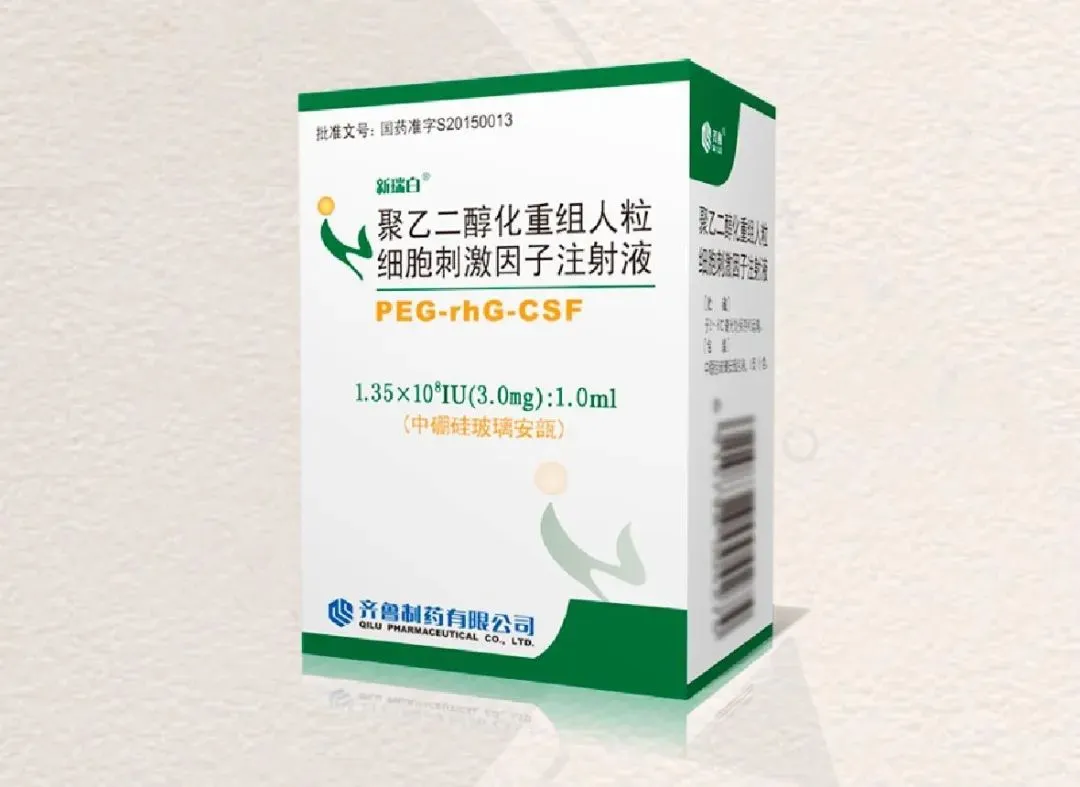 批准文号：国药准字S20150013
新瑞白®
聚乙二醇化重组人粒
细胞刺激因子注射液
PEG-rhG-CSF
1.35×10⁸IU(3.0mg):1.0ml
（中硼硅玻璃安瓿）
齐鲁制药有限公司
QILU PHARMACEUTICAL CO., LTD.
齐鲁®
QILU
聚乙二醇化重组人粒
细胞刺激因子注射液